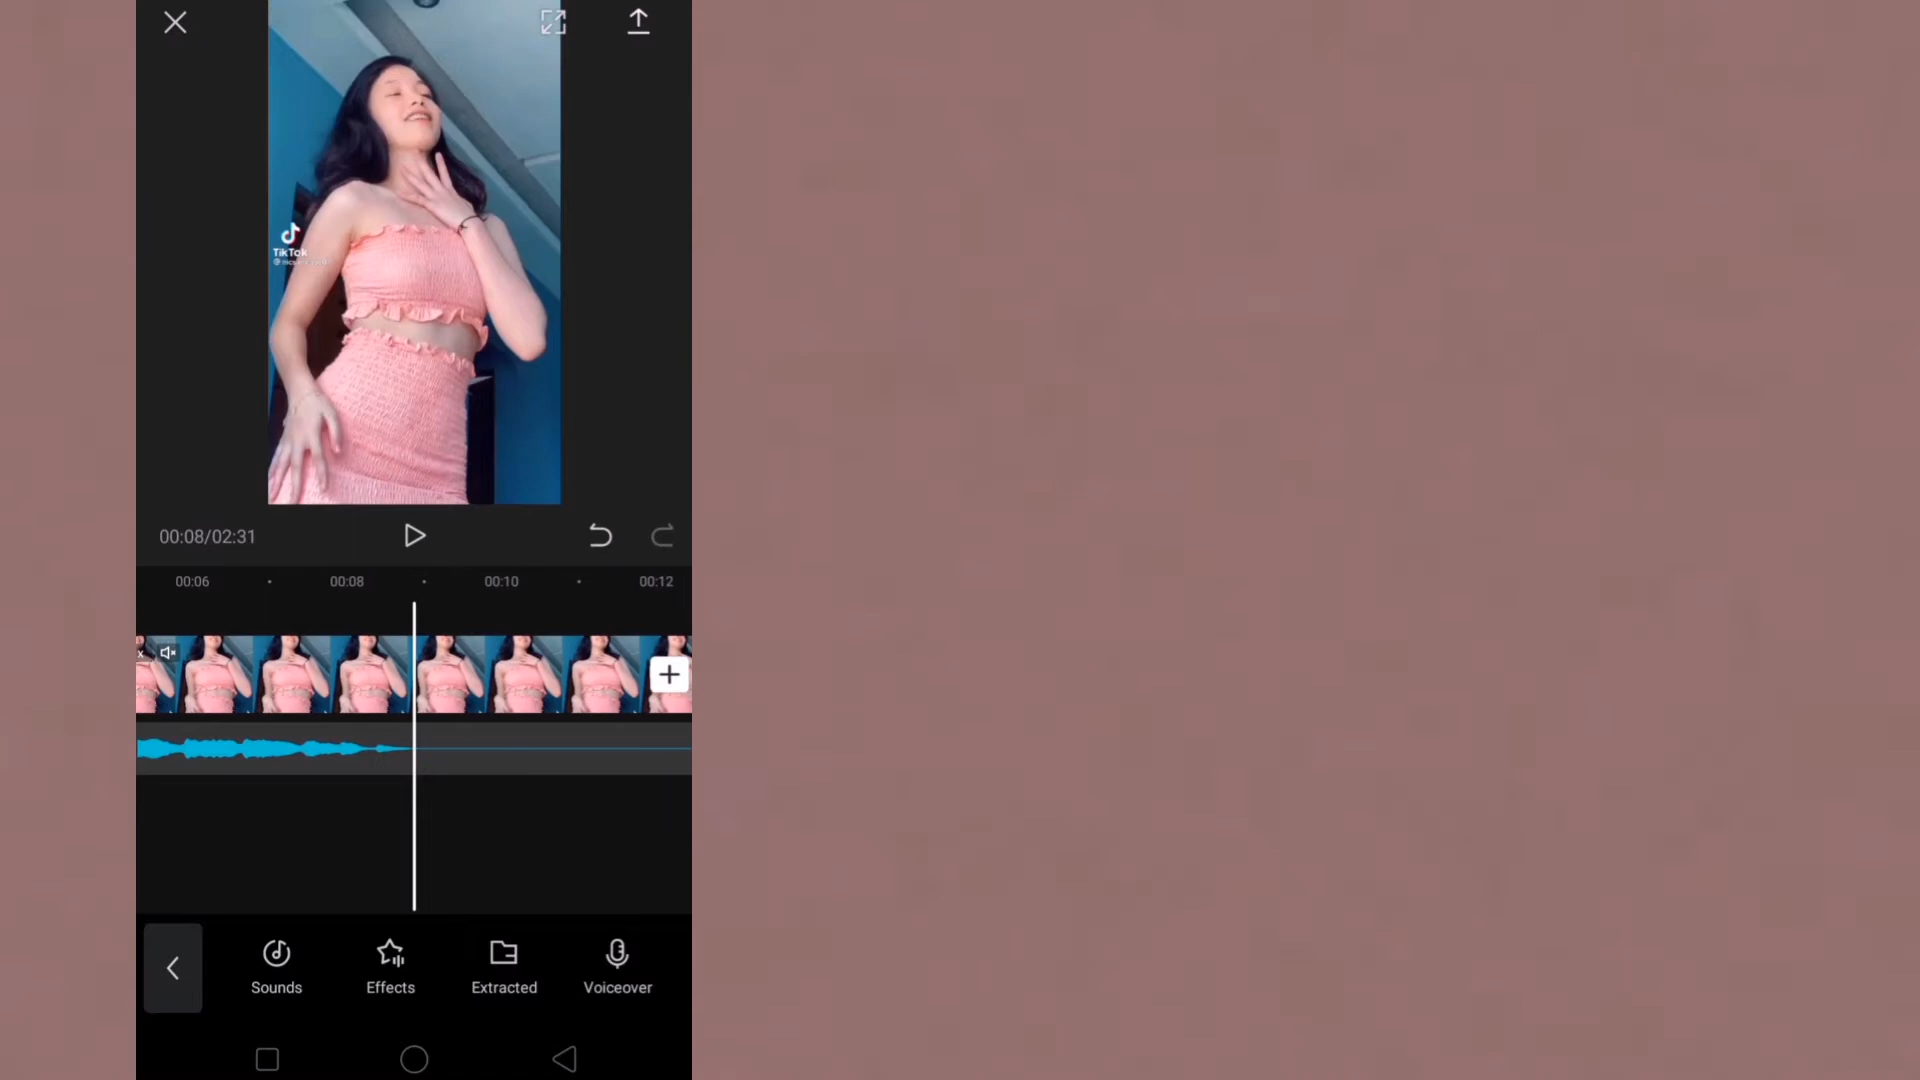 TikTok
00:08/02:31
00:06
00:08
00:10
00:12
Sounds
Effects
Extracted
Voiceover